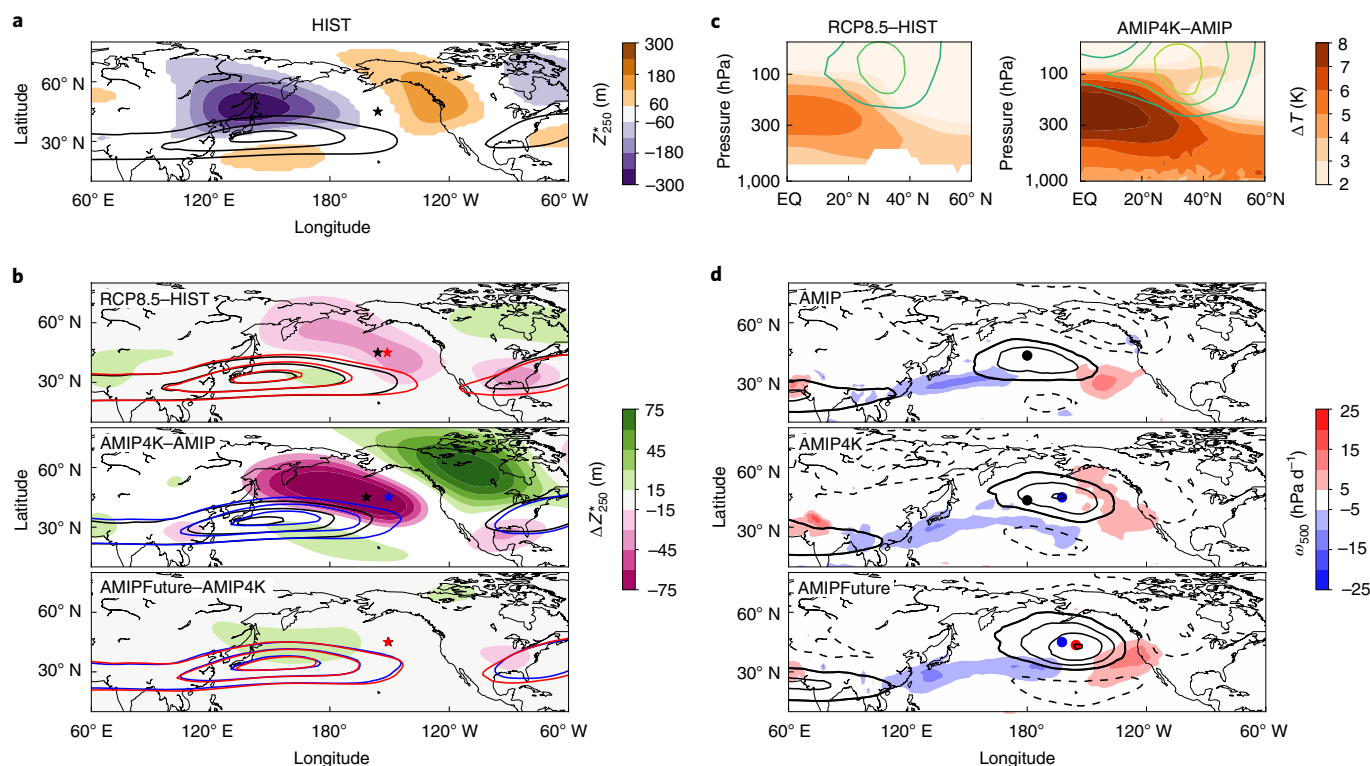 a
HIST
60° N
30° N
Latitude
60° E
120° E
180°
120° W
60° W
Longitude
300
180
60
−60
−180
−300
Z*250 (m)
c
RCP8.5–HIST
AMIP4K–AMIP
Pressure (hPa)
100
300
1,000
EQ
20° N
40° N
60° N
Pressure (hPa)
100
300
1,000
EQ
20°N
40°N
60°N
8
7
6
5
4
3
2
ΔT (K)
b
RCP8.5–HIST
60° N
30° N
AMIP4K–AMIP
60° N
30° N
Latitude
AMIPFuture–AMIP4K
60° N
30° N
60° E
120° E
180°
120° W
60° W
Longitude
75
45
15
−15
−45
−75
ΔZ*250 (m)
d
AMIP
60° N
30° N
AMIP4K
60° N
30° N
Latitude
AMIPFuture
60° N
30° N
60° E
120° E
180°
120° W
60° W
Longitude
25
15
5
−5
−15
−25
ω500 (hPa d⁻¹)